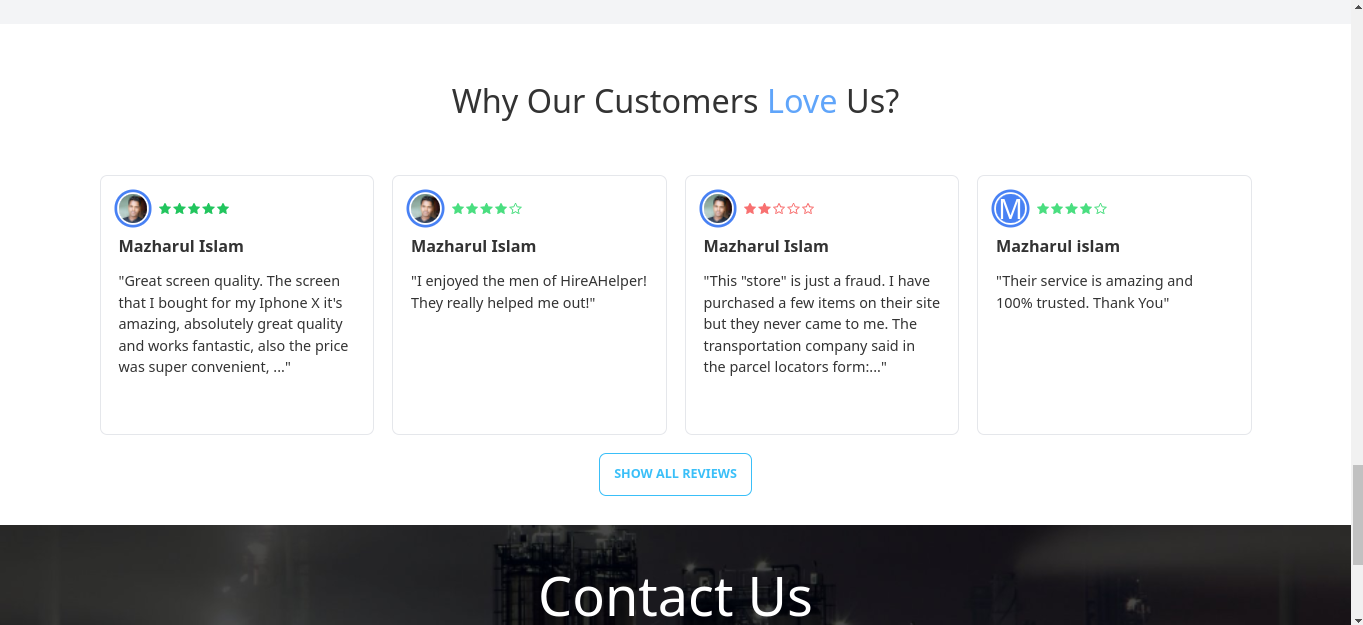 Why Our Customers Love Us?
Mazharul Islam
"Great screen quality. The screen
that I bought for my Iphone X it's
amazing, absolutely great quality
and works fantastic, also the price
was super convenient, ..."
Mazharul Islam
"I enjoyed the men of HireAHelper!
They really helped me out!"
Mazharul Islam
"This "store" is just a fraud. I have
purchased a few items on their site
but they never came to me. The
transportation company said in
the parcel locators form:..."
M
Mazharul islam
"Their service is amazing and
100% trusted. Thank You"
SHOW ALL REVIEWS
Contact Us